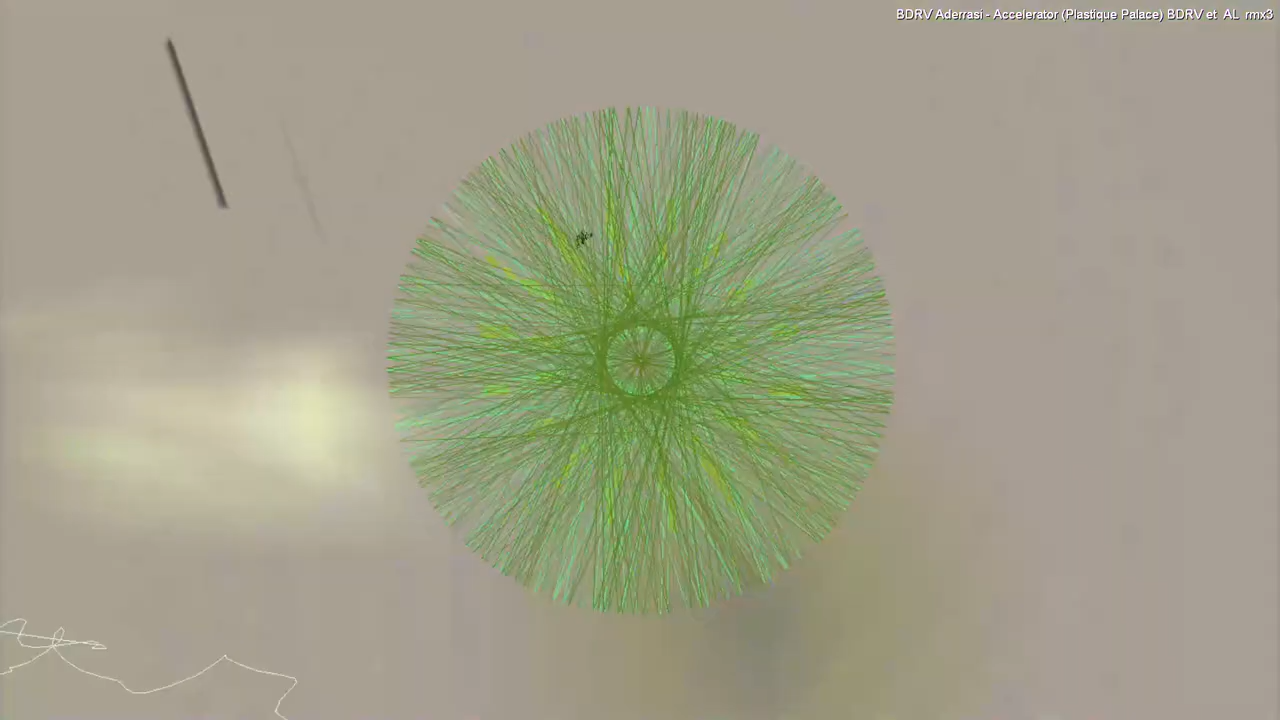 BDRV Aderrasi - Accelerator (Plastique Palace) BDRV et  AL  rmx3